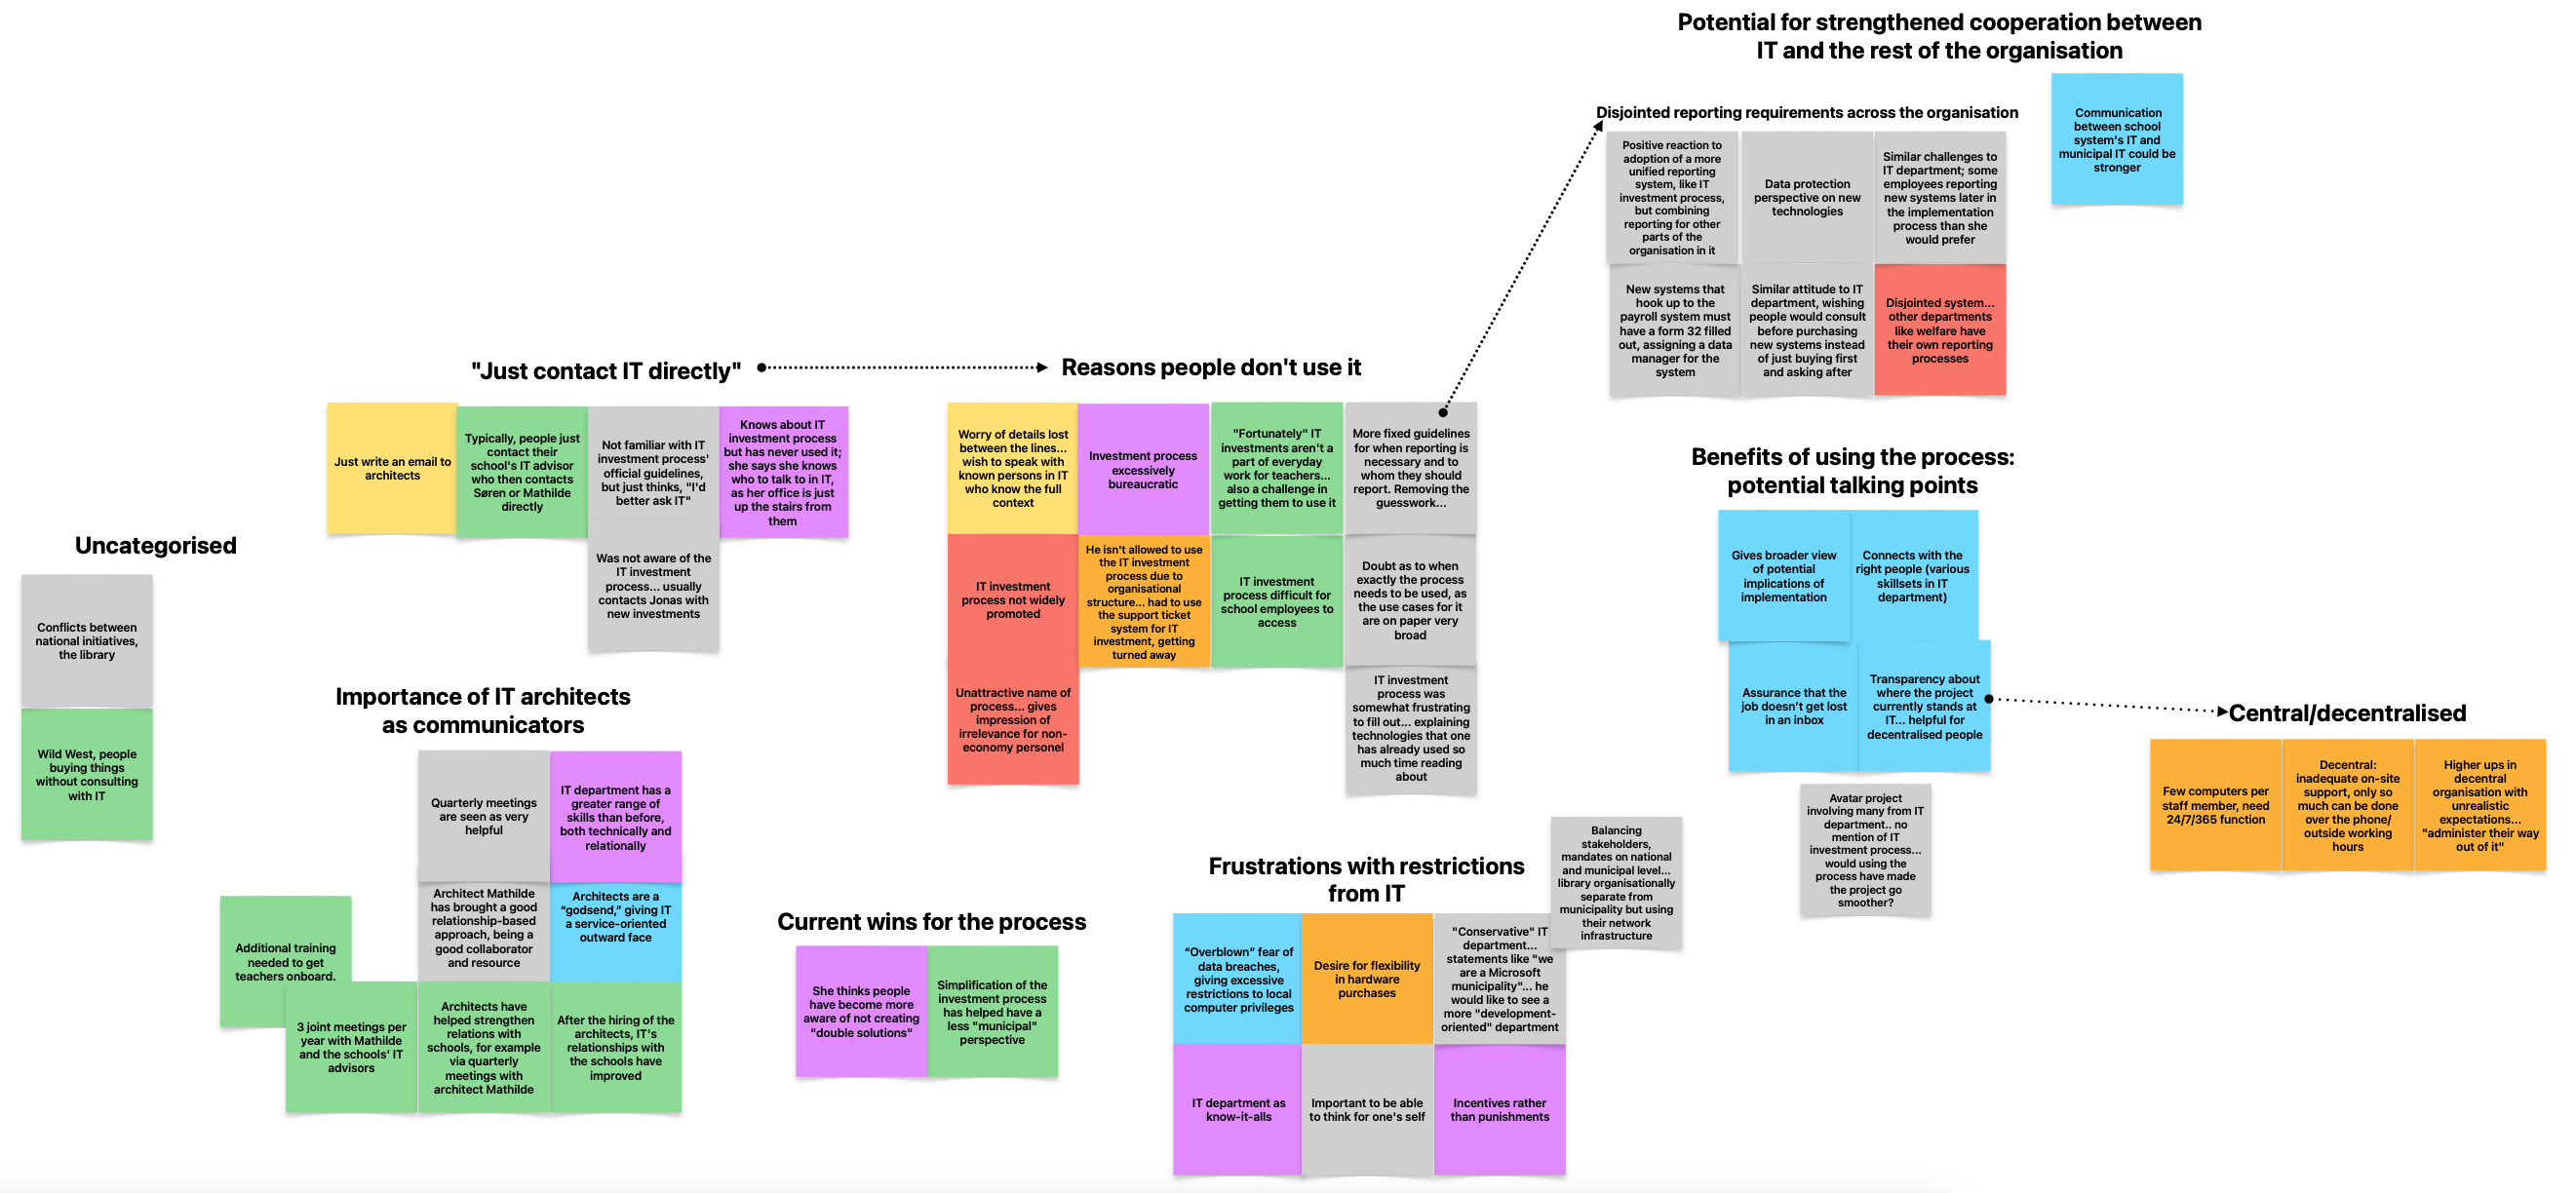 Potential for strengthened cooperation between
IT and the rest of the organisation
Communication
between school
system's IT and
municipal IT could be
stronger
Disjointed reporting requirements across the organisation
Positive reaction to
adoption of a more
unified reporting
system, like IT
investment process,
but combining
reporting for other
parts of the
organisation in it
Data protection
perspective on new
technologies
Similar challenges to
IT department; some
employees reporting
new systems later in
the implementation
process than she
would prefer
New systems that
hook up to the
payroll system must
have a form 32 filled
out, assigning a data
manager for the
system
Similar attitude to IT
department, wishing
people would consult
before purchasing
new systems instead
of just buying first
and asking after
Disjointed system...
other departments
like welfare have
their own reporting
processes
"Just contact IT directly"
Just write an email to
architects
Typically, people just
contact their
school's IT advisor
who then contacts
Søren or Mathilde
directly
Not familiar with IT
investment process'
official guidelines,
but just thinks, "I'd
better ask IT"
Knows about IT
investment process
but has never used it;
she says she knows
who to talk to in IT,
as her office is just
up the stairs from
them
Was not aware of the
IT investment
process... usually
contacts Jonas with
new investments
Reasons people don't use it
Worry of details lost
between the lines...
wish to speak with
known persons in IT
who know the full
context
Investment process
excessively
bureaucratic
"Fortunately" IT
investments aren't a
part of everyday
work for teachers...
also a challenge in
getting them to use it
More fixed guidelines
for when reporting is
necessary and to
whom they should
report. Removing the
guesswork...
IT investment
process not widely
promoted
He isn't allowed to use
the IT investment
process due to
organisational
structure... had to use
the support ticket
system for IT
investment, getting
turned away
IT investment
process difficult for
school employees to
access
Doubt as to when
exactly the process
needs to be used, as
the use cases for it
are on paper very
broad
Unattractive name of
process... gives
impression of
irrelevance for non-
economy personel
IT investment
process was
somewhat frustrating
to fill out... explaining
technologies that one
has already used so
much time reading
about
Benefits of using the process:
potential talking points
Gives broader view
of potential
implications of
implementation
Connects with the
right people (various
skillsets in IT
department)
Assurance that the
job doesn't get lost
in an inbox
Transparency about
where the project
currently stands at
IT... helpful for
decentralised people
Avatar project
involving many from IT
department.. no
mention of IT
investment process...
would using the
process have made
the project go
smoother?
Central/decentralised
Few computers per
staff member, need
24/7/365 function
Decentral:
inadequate on-site
support, only so
much can be done
over the phone/
outside working
hours
Higher ups in
decentral
organisation with
unrealistic
expectations...
"administer their way
out of it"
Uncategorised
Conflicts between
national initiatives,
the library
Wild West, people
buying things
without consulting
with IT
Importance of IT architects
as communicators
Quarterly meetings
are seen as very
helpful
IT department has a
greater range of
skills than before,
both technically and
relationally
Architect Mathilde
has brought a good
relationship-based
approach, being a
good collaborator
and resource
Architects are a
“godsend,” giving IT
a service-oriented
outward face
Additional training
needed to get
teachers onboard.
3 joint meetings per
year with Mathilde
and the schools' IT
advisors
Architects have
helped strengthen
relations with
schools, for example
via quarterly
meetings with
architect Mathilde
After the hiring of the
architects, IT's
relationships with
the schools have
improved
Current wins for the process
She thinks people
have become more
aware of not creating
"double solutions"
Simplification of the
investment process
has helped have a
less "municipal"
perspective
Frustrations with restrictions
from IT
“Overblown” fear of
data breaches,
giving excessive
restrictions to local
computer privileges
Desire for flexibility
in hardware
purchases
"Conservative" IT
department...
statements like "we
are a Microsoft
municipality"... he
would like to see a
more "development-
oriented" department
Balancing
stakeholders,
mandates on national
and municipal level...
library organisationally
separate from
municipality but using
their network
infrastructure
IT department as
know-it-alls
Important to be able
to think for one's self
Incentives rather
than punishments